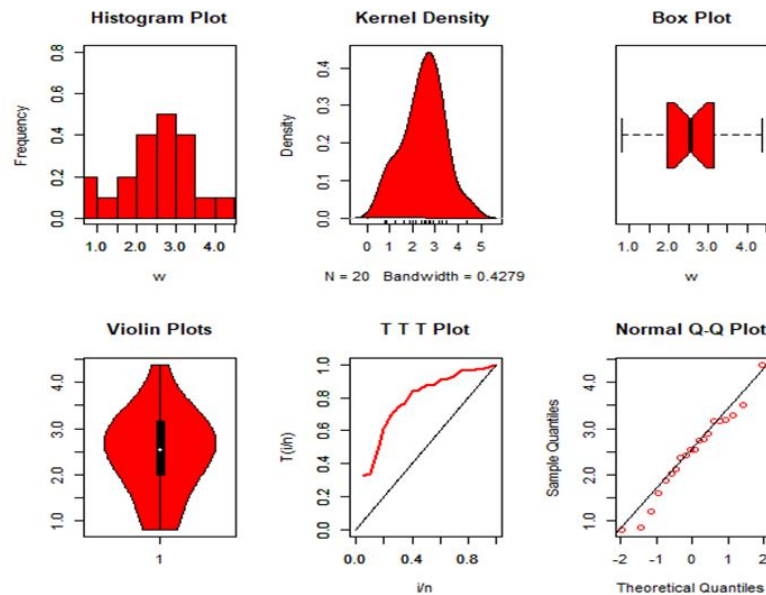 Histogram Plot
Frequency
0.0 0.2 0.4 0.6 0.8
1.0 2.0 3.0 4.0
w
Kernel Density
Density
0.0 0.1 0.2 0.3 0.4
0 1 2 3 4 5
N = 20 Bandwidth = 0.4279
Box Plot
1.0 2.0 3.0 4.0
w
Violin Plots
1.0 2.0 3.0 4.0
1
T T T Plot
T(i/n)
0.0 0.2 0.4 0.6 0.8 1.0
0.0 0.4 0.8
i/n
Normal Q-Q Plot
Sample Quantiles
1.0 2.0 3.0 4.0
-2 -1 0 1 2
Theoretical Quantiles